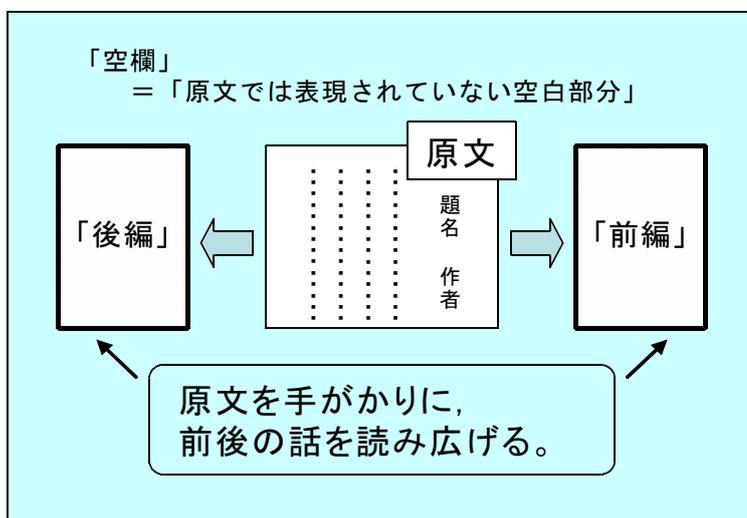 「空欄」
＝「原文では表現されていない空白部分」
原文
題名　作者
「前編」
「後編」
原文を手がかりに,
前後の話を読み広げる。